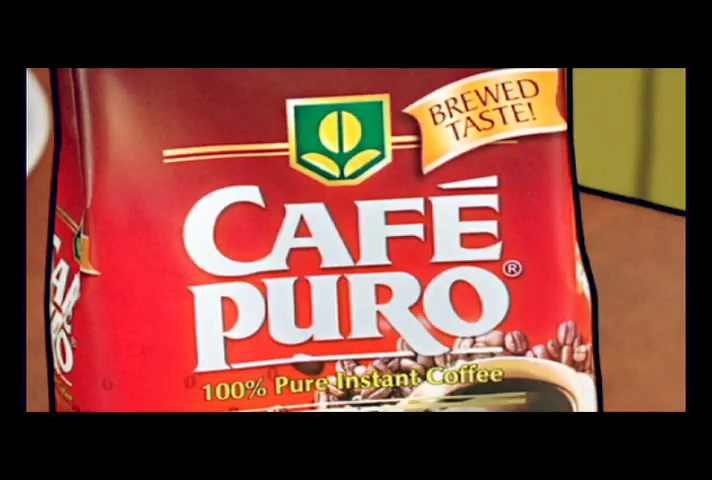 BREWED
TASTE!
CAFÉ
PURO®
100% Pure Instant Coffee